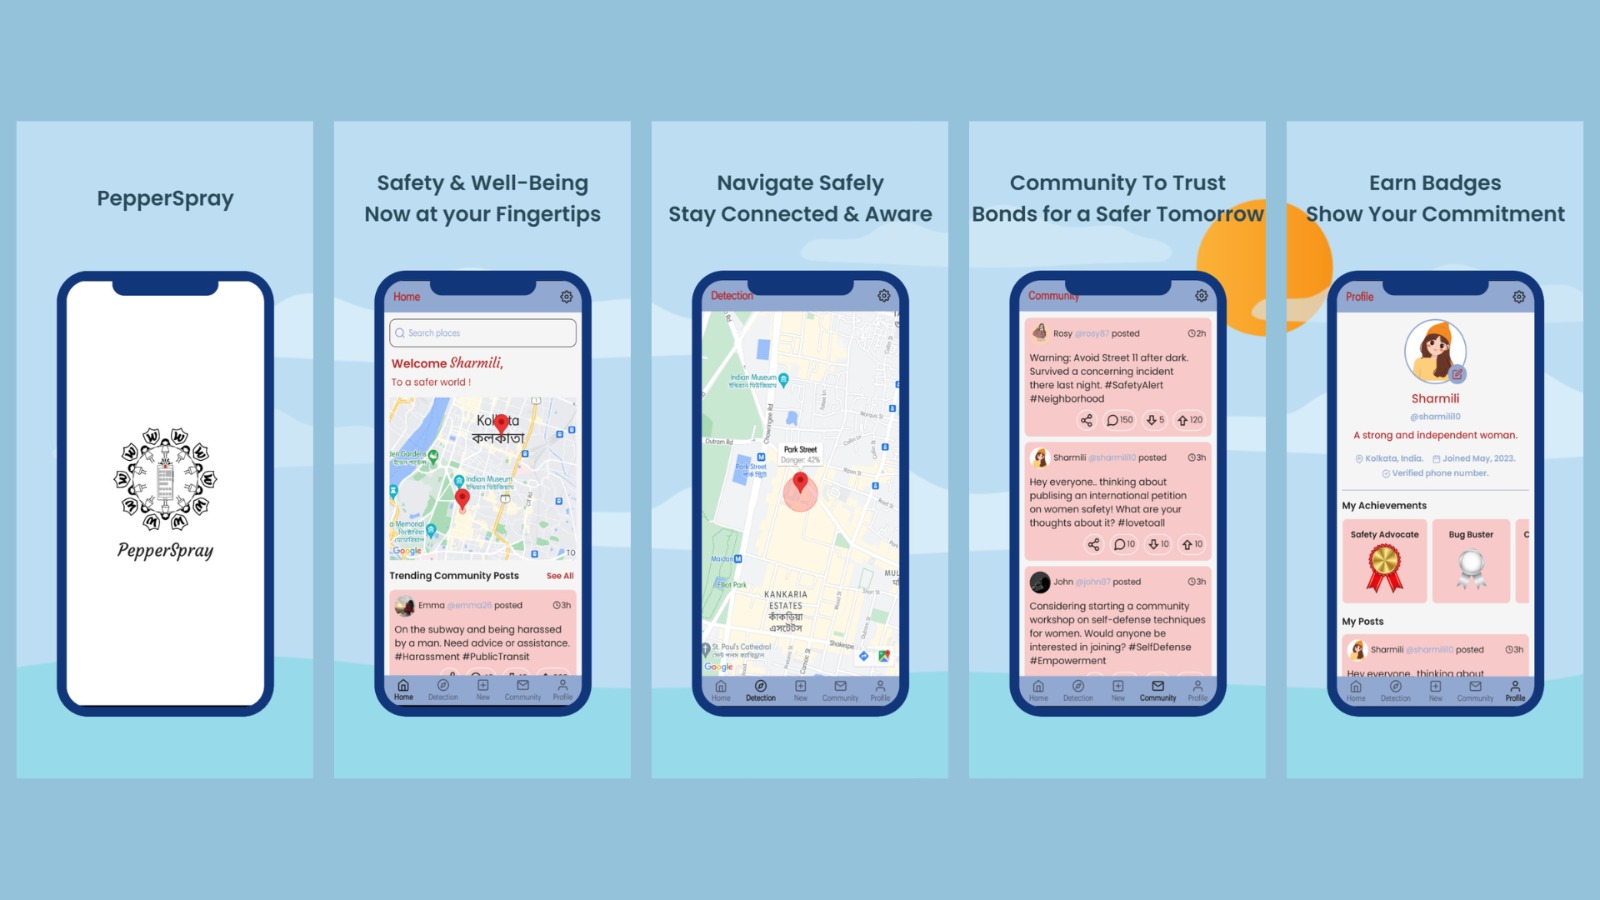 PepperSpray
PepperSpray
Safety & Well-Being
Now at your Fingertips
Home
Search places
Welcome Sharmili,
To a safer world !
Kolkata
কলকাতা
Indian Museum
Google
Trending Community Posts
See All
Emma @emma26 posted
3h
On the subway and being harassed
by a man. Need advice or assistance.
#Harassment #PublicTransit
Home
Detection
New
Community
Profile
Navigate Safely
Stay Connected & Aware
Detection
Indian Museum
Outram Rd
Park Street
Danger: 42%
Park Street
Maidan
Elliot Park
KANKARIA
ESTATES
কাঁকড়িয়া
এসটেটস
St. Paul's Cathedral
Google
Home
Detection
New
Community
Profile
Community To Trust
Bonds for a Safer Tomorrow
Community
Rosy @rosy87 posted
2h
Warning: Avoid Street 11 after dark.
Survived a concerning incident
there last night. #SafetyAlert
#Neighborhood
150
5
120
Sharmili @sharmili10 posted
3h
Hey everyone.. thinking about
publising an international petition
on women safety! What are your
thoughts about it? #lovetoall
10
10
10
John @john87 posted
3h
Considering starting a community
workshop on self-defense techniques
for women. Would anyone be
interested in joining? #SelfDefense
#Empowerment
Home
Detection
New
Community
Profile
Earn Badges
Show Your Commitment
Profile
Sharmili
@sharmili10
A strong and independent woman.
Kolkata, India.
Joined May, 2023.
Verified phone number.
My Achievements
Safety Advocate
Bug Buster
My Posts
Sharmili @sharmili10 posted
3h
Hey everyone.. thinking about
Home
Detection
New
Community
Profile